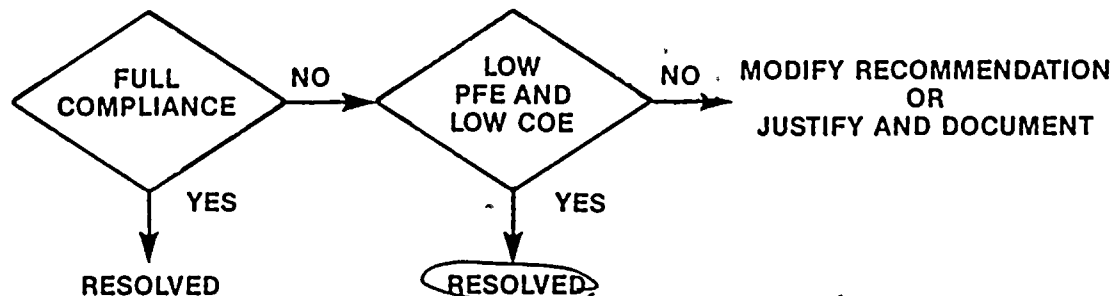 FULL
COMPLIANCE
NO
LOW
PFE AND
LOW COE
NO
MODIFY RECOMMENDATION
OR
JUSTIFY AND DOCUMENT
YES
YES
RESOLVED
RESOLVED